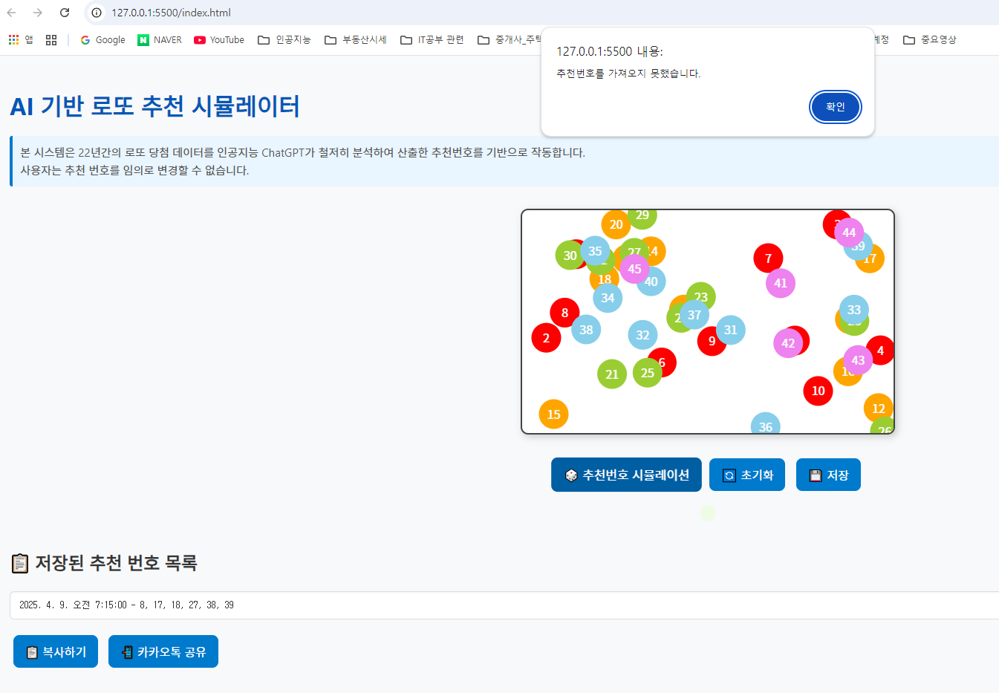 127.0.0.1:5500/index.html
앱
Google
NAVER
YouTube
인공지능
부동산시세
IT공부 관련
중개사_주택
계정
중요영상
127.0.0.1:5500 내용:
추천번호를 가져오지 못했습니다.
확인
AI 기반 로또 추천 시뮬레이터
본 시스템은 22년간의 로또 당첨 데이터를 인공지능 ChatGPT가 철저히 분석하여 산출한 추천번호를 기반으로 작동합니다.
사용자는 추천 번호를 임의로 변경할 수 없습니다.
29
20
44
30
35
27
14
39
7
17
45
18
40
41
34
23
8
37
33
38
31
2
32
9
42
4
6
43
21
25
10
12
15
36
26
추천번호 시뮬레이션
초기화
저장
저장된 추천 번호 목록
2025. 4. 9. 오전 7:15:00 - 8, 17, 18, 27, 38, 39
복사하기
카카오톡 공유